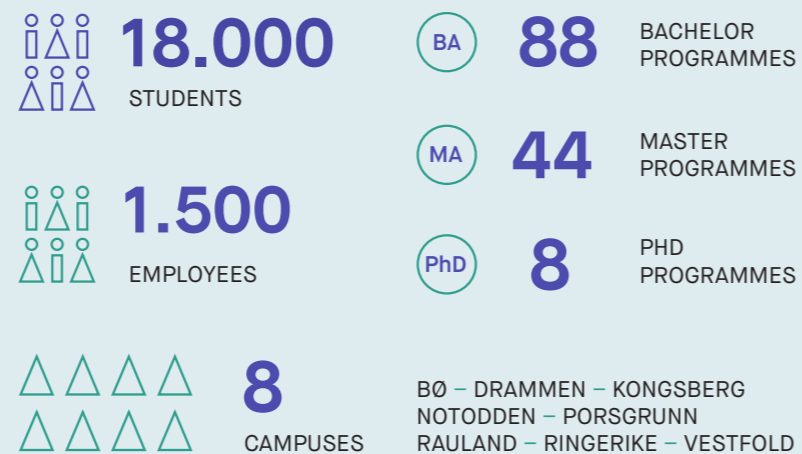 18.000
STUDENTS
1.500
EMPLOYEES
8
CAMPUSES
BA
88
BACHELOR
PROGRAMMES
MA
44
MASTER
PROGRAMMES
PhD
8
PHD
PROGRAMMES
BØ – DRAMMEN – KONGSBERG
NOTODDEN – PORSGRUNN
RAULAND – RINGERIKE – VESTFOLD